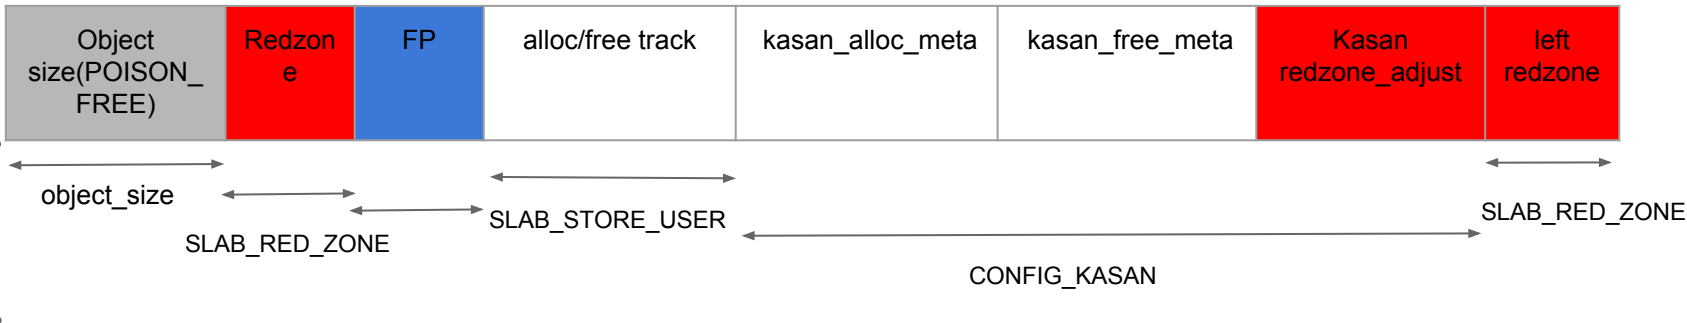 Object
size(POISON_
FREE)
Redzon
e
FP
alloc/free track
kasan_alloc_meta
kasan_free_meta
Kasan
redzone_adjust
left
redzone
object_size
SLAB_RED_ZONE
SLAB_STORE_USER
CONFIG_KASAN
SLAB_RED_ZONE